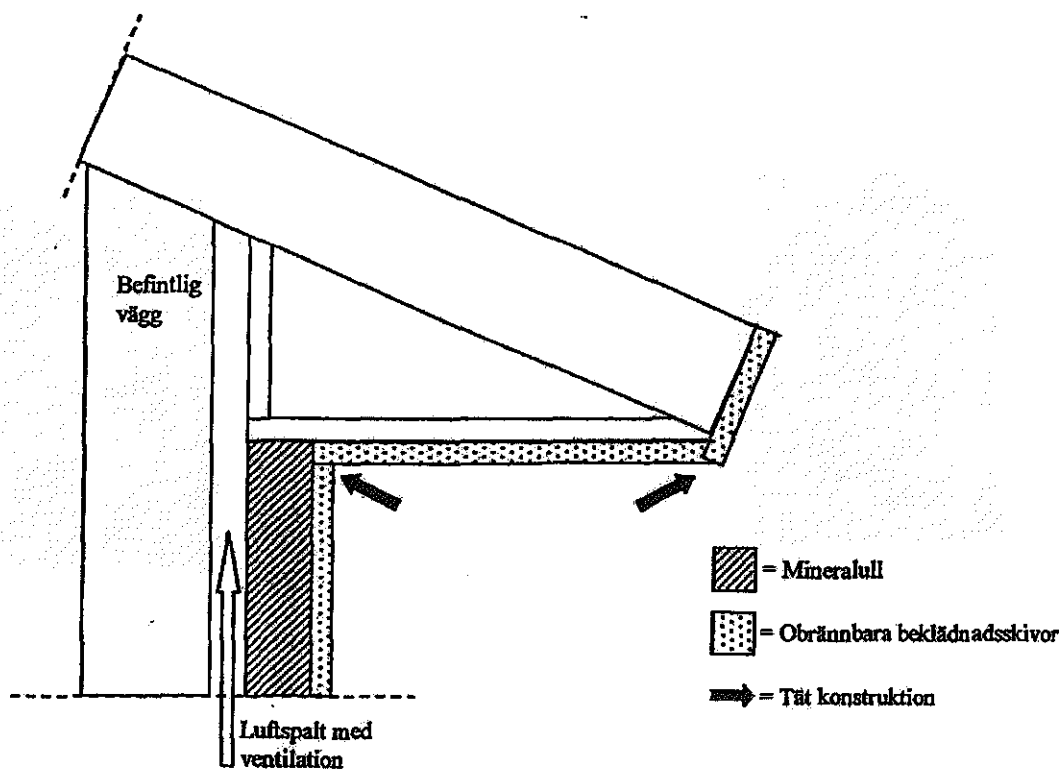 Befintlig
vägg
= Mineralull
= Obrännbara beklädnadsskivor
= Tät konstruktion
Luftspalt med
ventilation